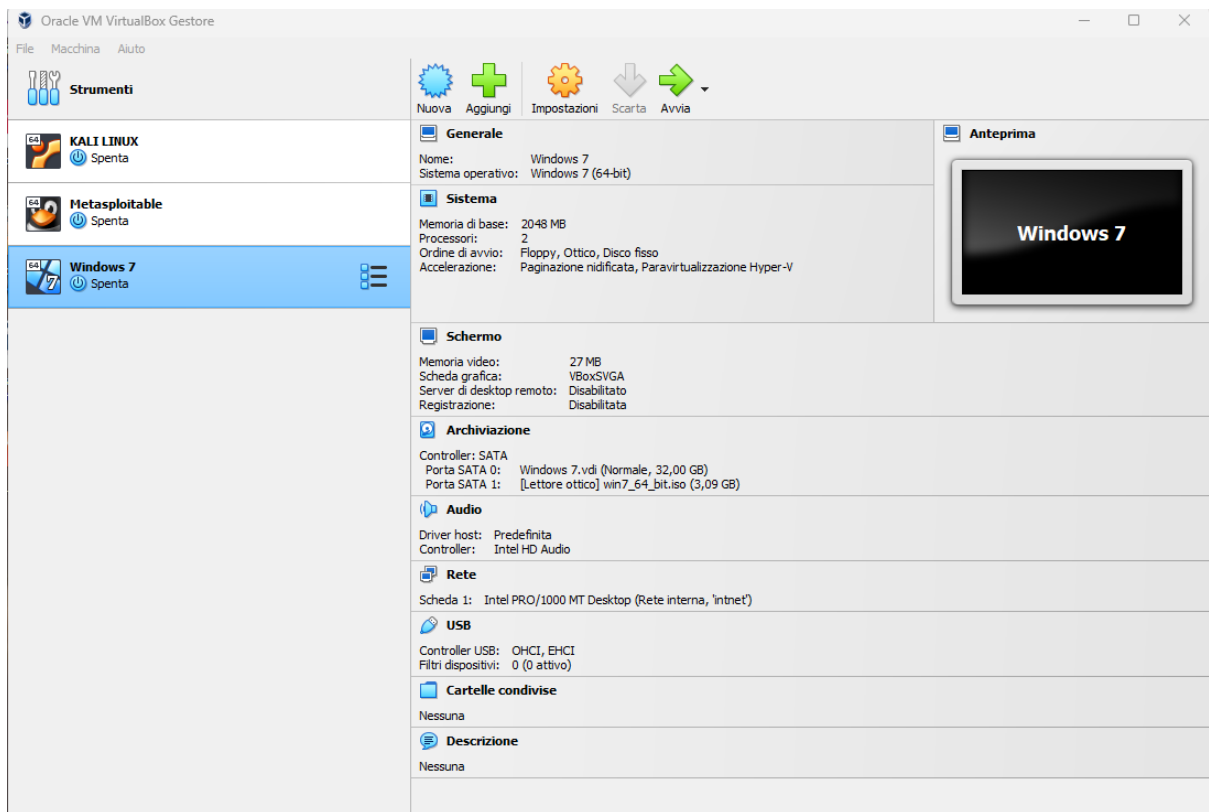 Oracle VM VirtualBox Gestore
File Macchina Aiuto
Strumenti
Nuova Aggiungi Impostazioni Scarta Avvia
64
KALI LINUX
Spenta
64
Metasploitable
Spenta
64
7
Windows 7
Spenta
Generale
Nome: Windows 7
Sistema operativo: Windows 7 (64-bit)
Anteprima
Windows 7
Sistema
Memoria di base: 2048 MB
Processori: 2
Ordine di avvio: Floppy, Ottico, Disco fisso
Accelerazione: Paginazione nidificata, Paravirtualizzazione Hyper-V
Schermo
Memoria video: 27 MB
Scheda grafica: VBoxSVGA
Server di desktop remoto: Disabilitato
Registrazione: Disabilitata
Archiviazione
Controller: SATA
Porta SATA 0: Windows 7.vdi (Normale, 32,00 GB)
Porta SATA 1: [Lettore ottico] win7_64_bit.iso (3,09 GB)
Audio
Driver host: Predefinita
Controller: Intel HD Audio
Rete
Scheda 1: Intel PRO/1000 MT Desktop (Rete interna, 'intnet')
USB
Controller USB: OHCI, EHCI
Filtri dispositivi: 0 (0 attivo)
Cartelle condivise
Nessuna
Descrizione
Nessuna